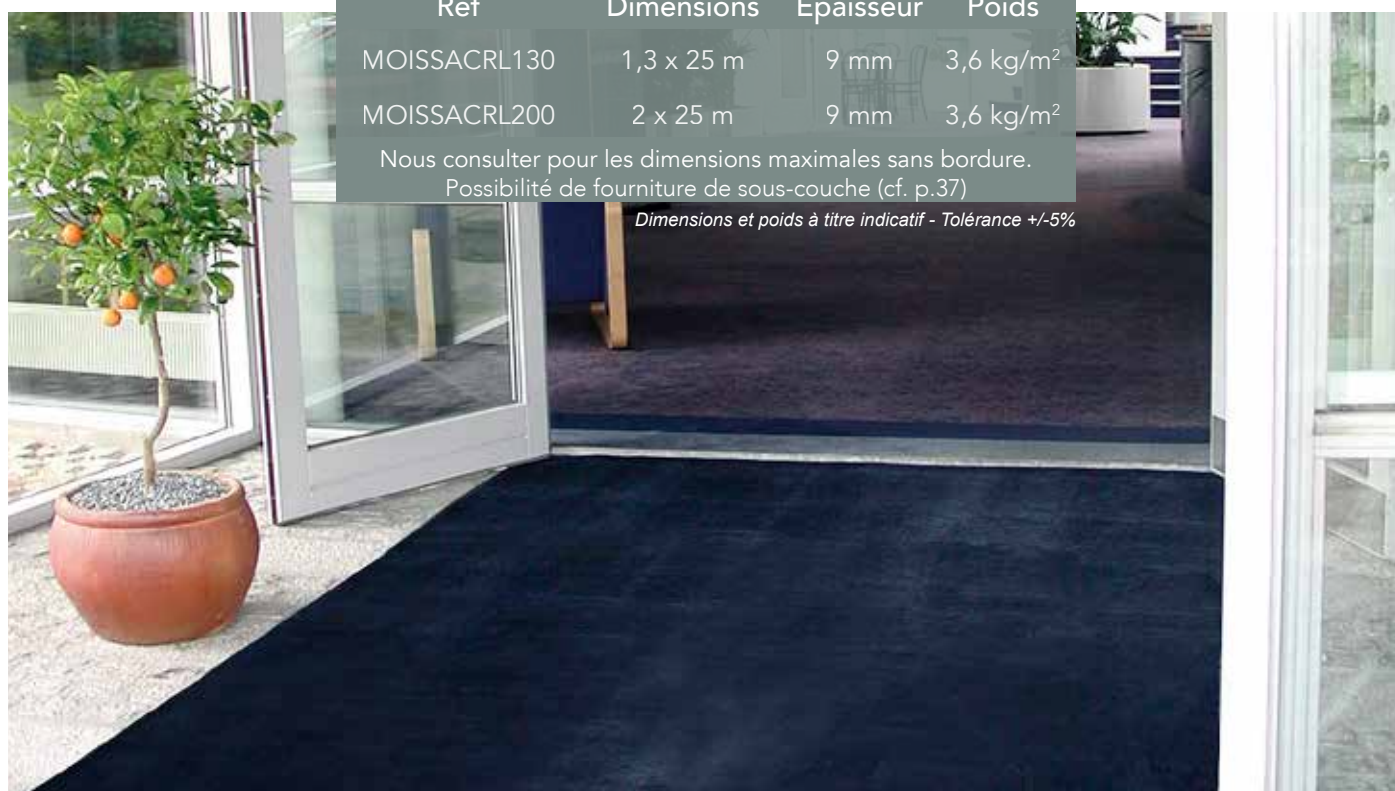 Ref Dimensions Epaisseur Poids
MOISSACRL130 1,3 x 25 m 9 mm 3,6 kg/m²
MOISSACRL200 2 x 25 m 9 mm 3,6 kg/m²
Nous consulter pour les dimensions maximales sans bordure.
Possibilité de fourniture de sous-couche (cf. p.37)
Dimensions et poids à titre indicatif - Tolérance +/-5%